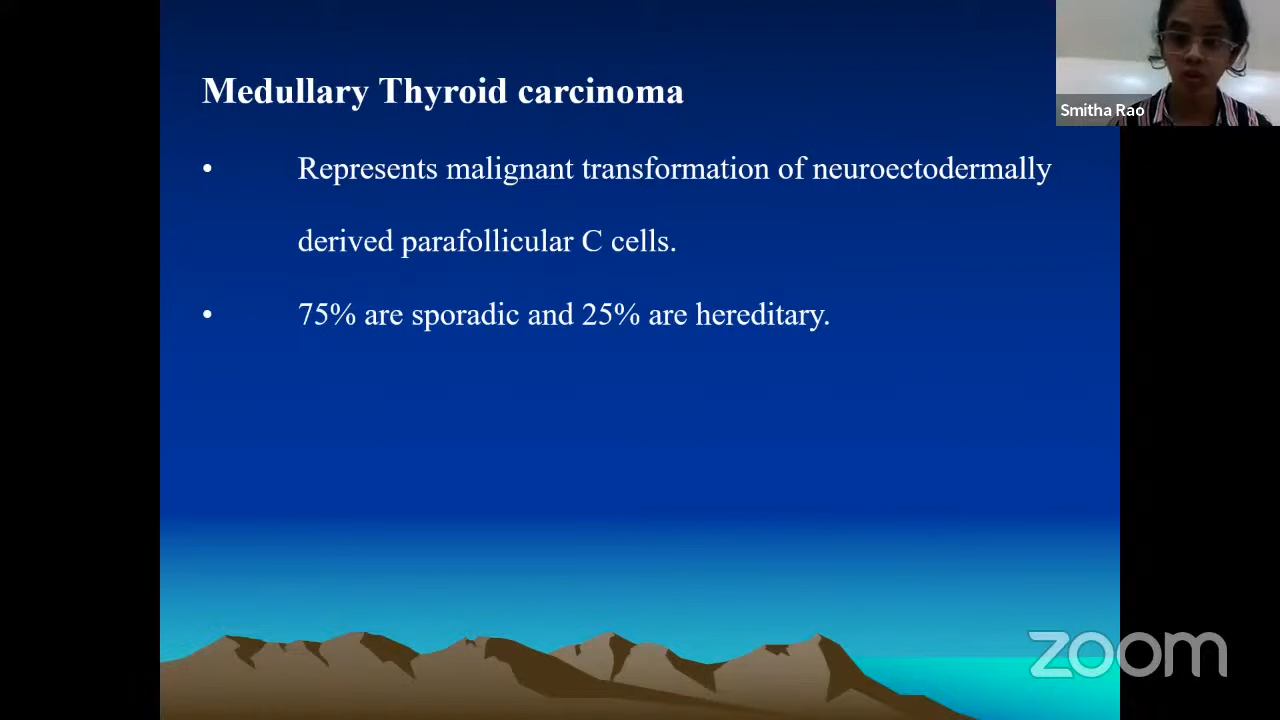 Medullary Thyroid carcinoma
Smitha Rao
• Represents malignant transformation of neuroectodermally
derived parafollicular C cells.
• 75% are sporadic and 25% are hereditary.
zoom